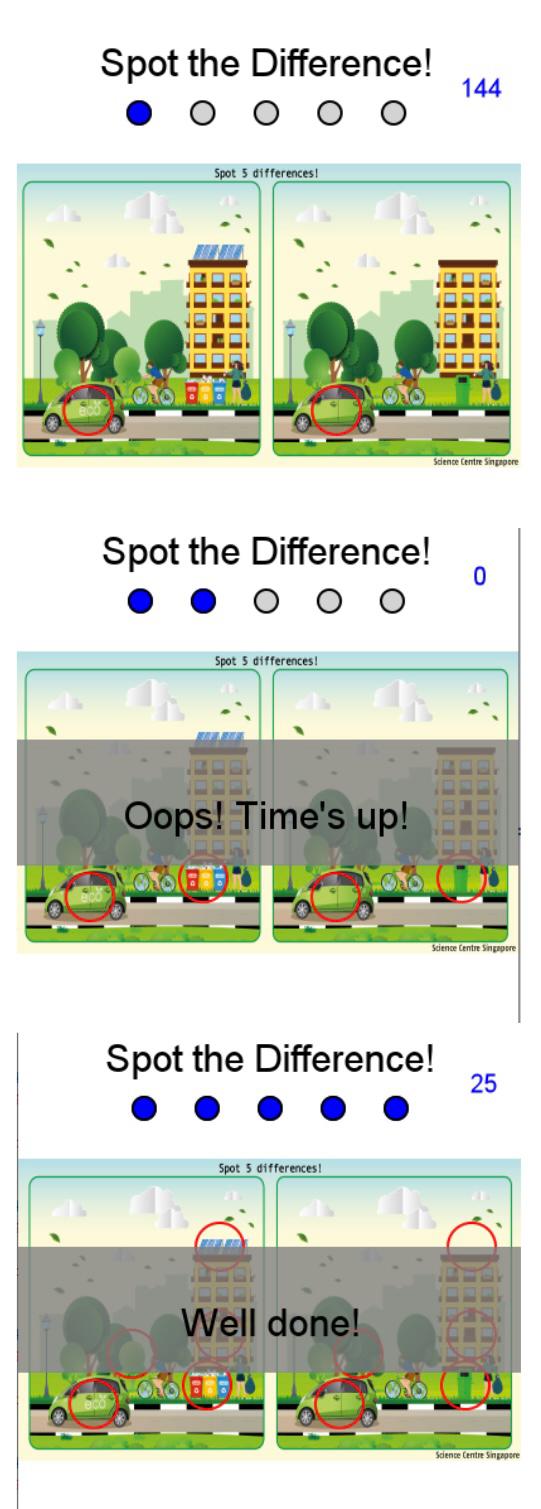 Spot the Difference!
144
Spot 5 differences!
eco
Science Centre Singapore
Spot the Difference!
0
Spot 5 differences!
Oops! Time's up!
eco
Science Centre Singapore
Spot the Difference!
25
Spot 5 differences!
Well done!
eco
Science Centre Singapore